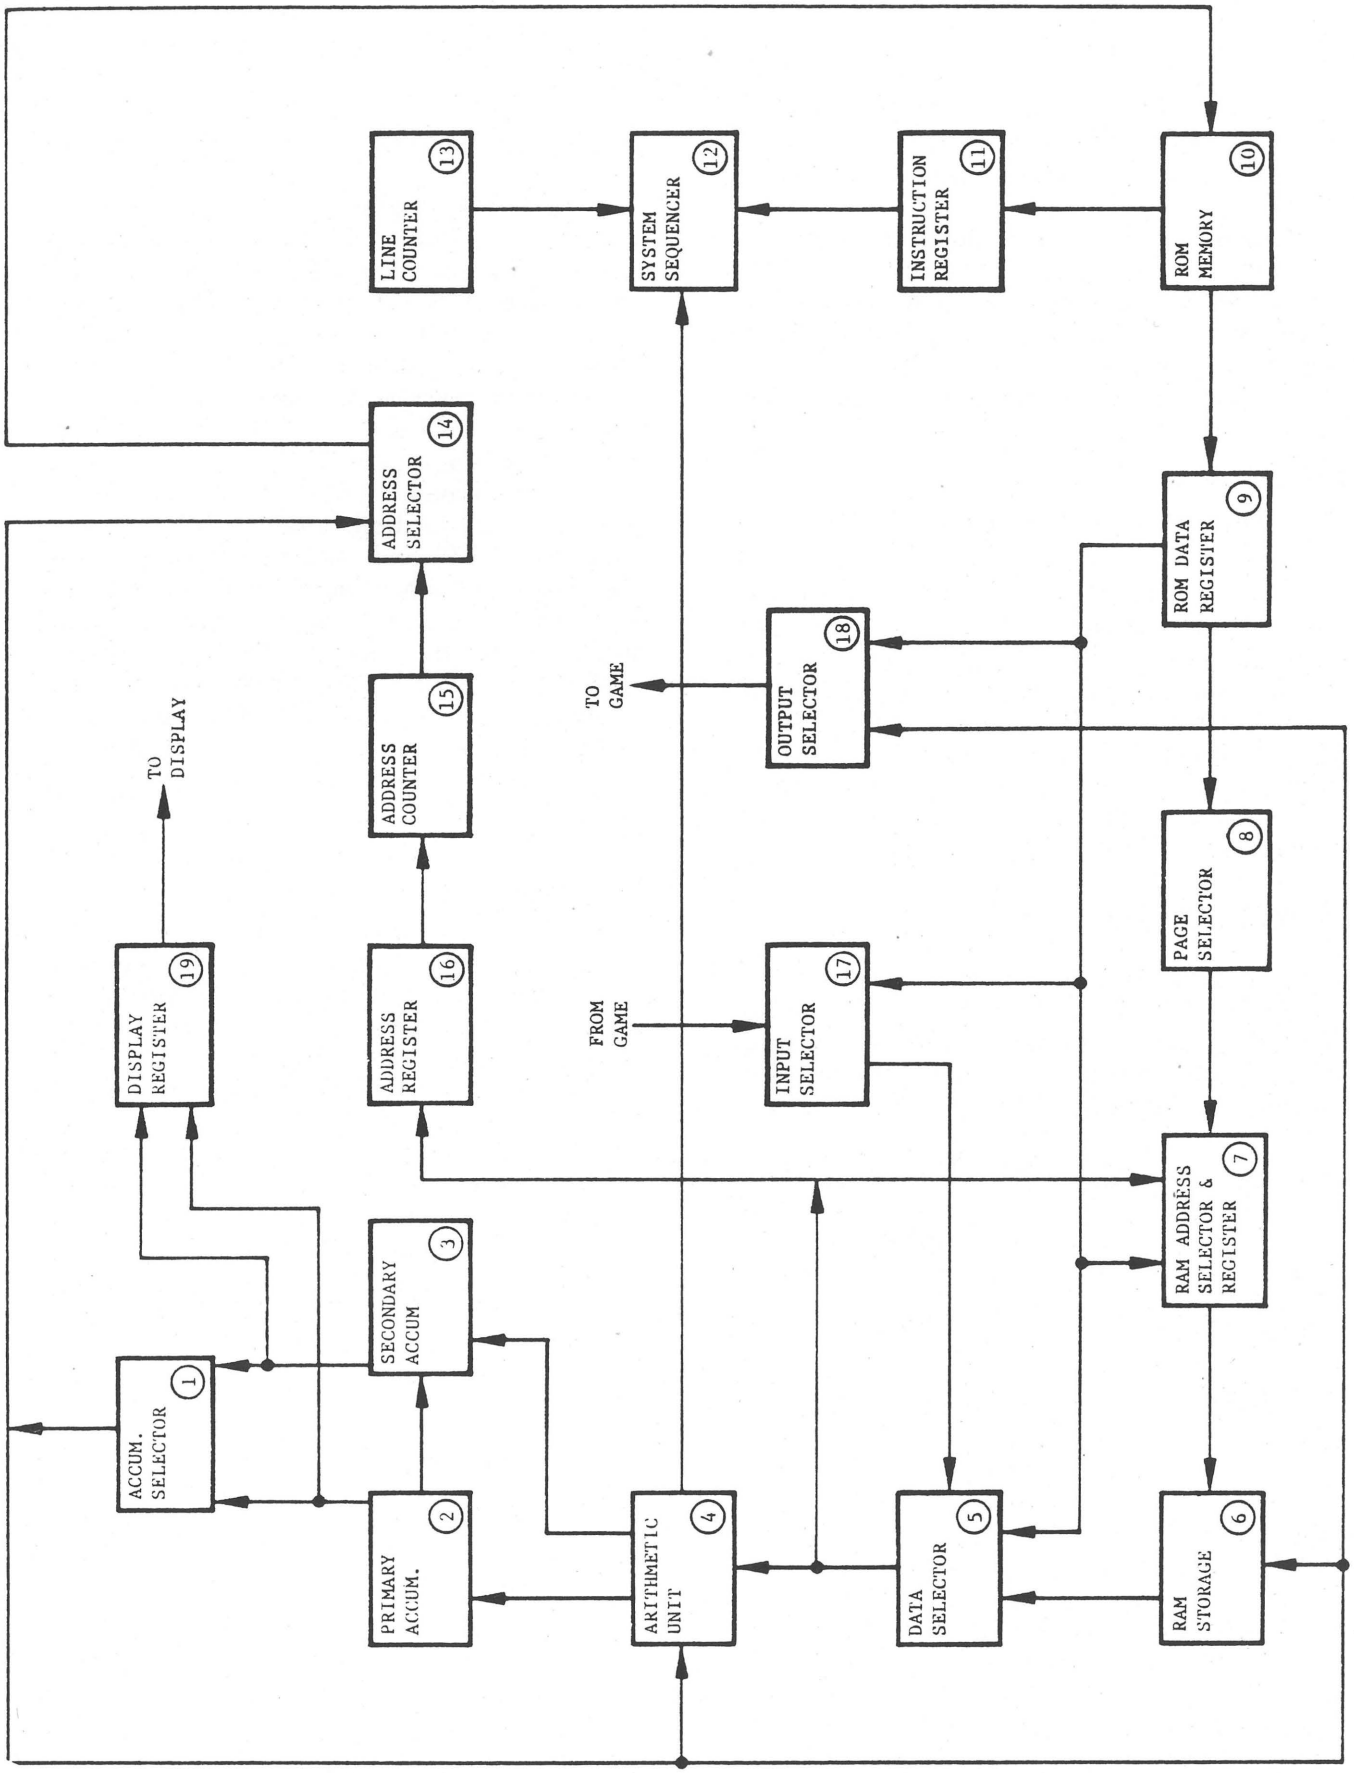 ACCUM.
SELECTOR
1
DISPLAY
REGISTER
19
TO
DISPLAY
PRIMARY
ACCUM.
2
SECONDARY
ACCUM
3
ADDRESS
REGISTER
16
ADDRESS
COUNTER
15
ADDRESS
SELECTOR
14
LINE
COUNTER
13
ARITHMETIC
UNIT
4
FROM
GAME
TO
GAME
SYSTEM
SEQUENCER
12
INPUT
SELECTOR
17
OUTPUT
SELECTOR
18
DATA
SELECTOR
5
INSTRUCTION
REGISTER
11
RAM
STORAGE
6
RAM ADDRESS
SELECTOR &
REGISTER
7
PAGE
SELECTOR
8
ROM DATA
REGISTER
9
ROM
MEMORY
10